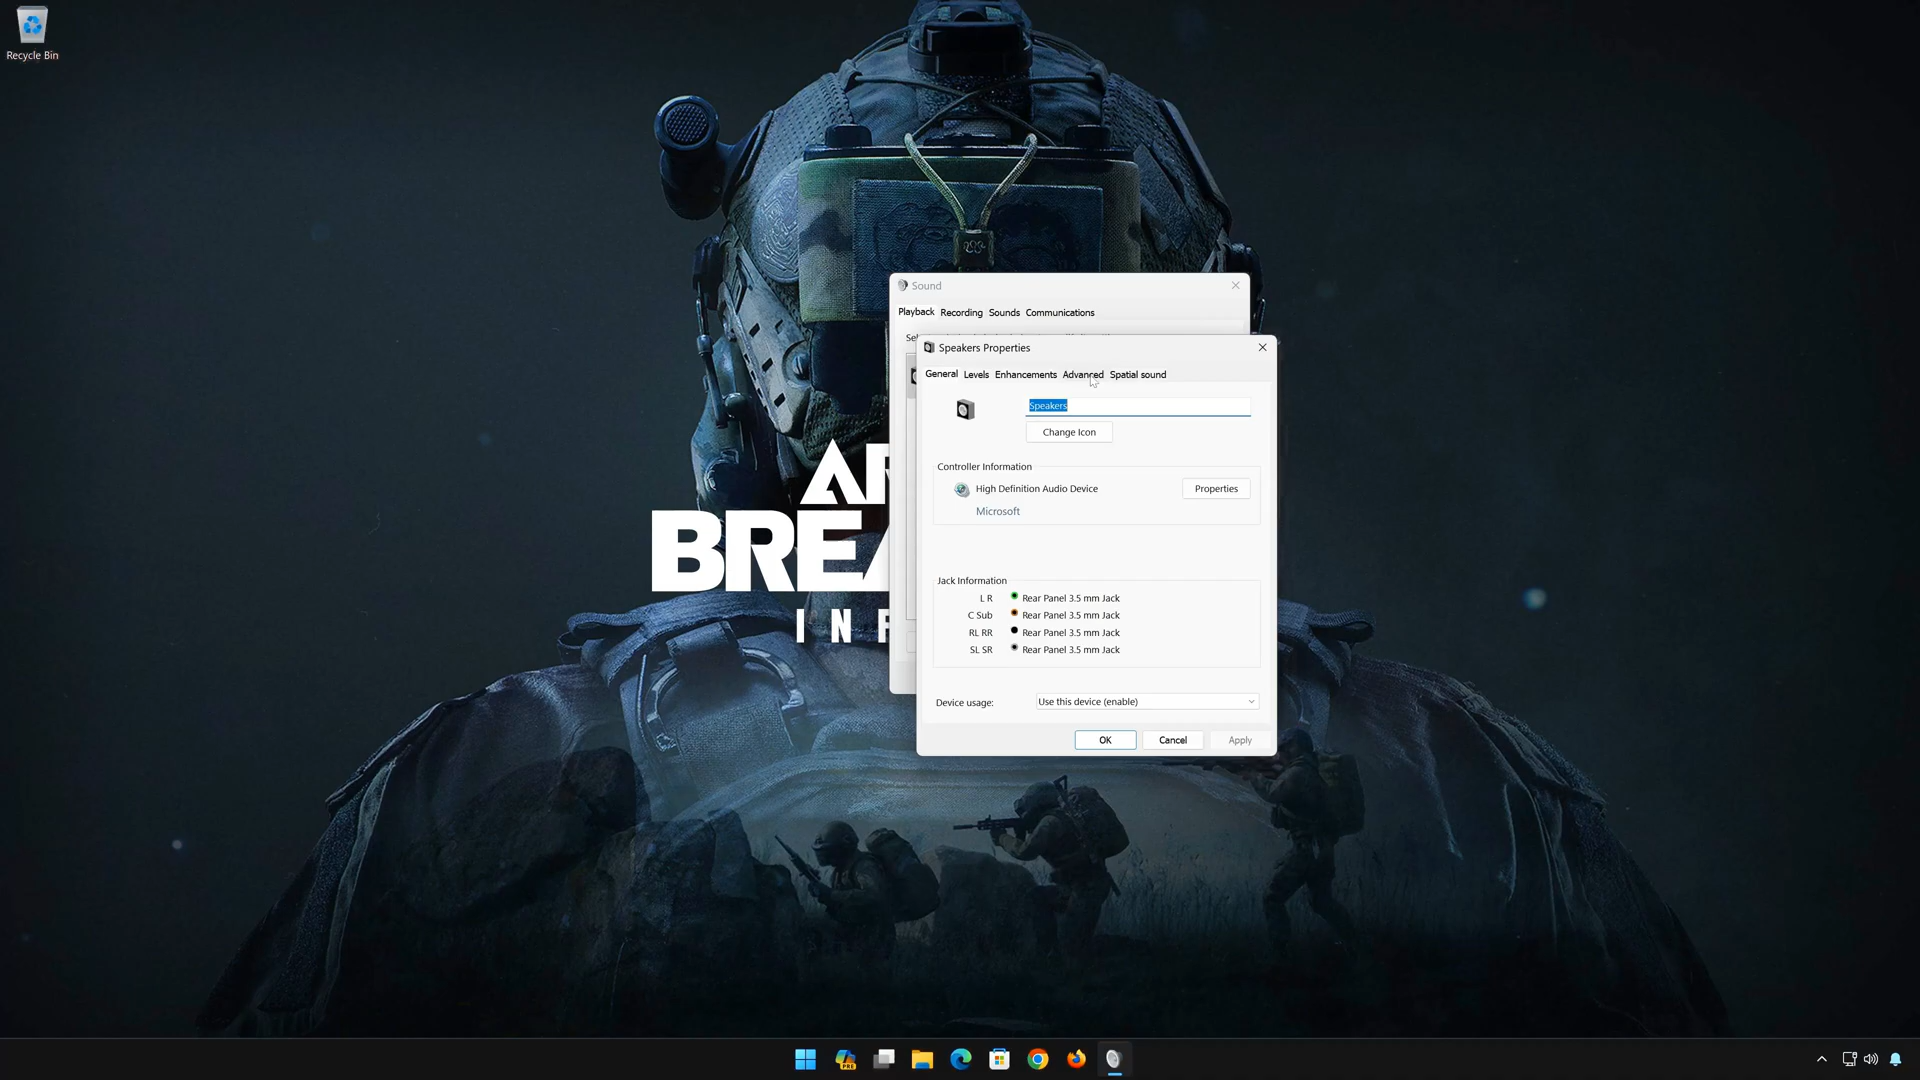 Recycle Bin
Sound
Playback Recording Sounds Communications
Speakers Properties
General Levels Enhancements Advanced Spatial sound
Speakers
Change Icon
Controller Information
High Definition Audio Device
Properties
Microsoft
Jack Information
L R Rear Panel 3.5 mm Jack
C Sub Rear Panel 3.5 mm Jack
RL RR Rear Panel 3.5 mm Jack
SL SR Rear Panel 3.5 mm Jack
Device usage: Use this device (enable)
OK Cancel Apply
BREA
INF
PRE